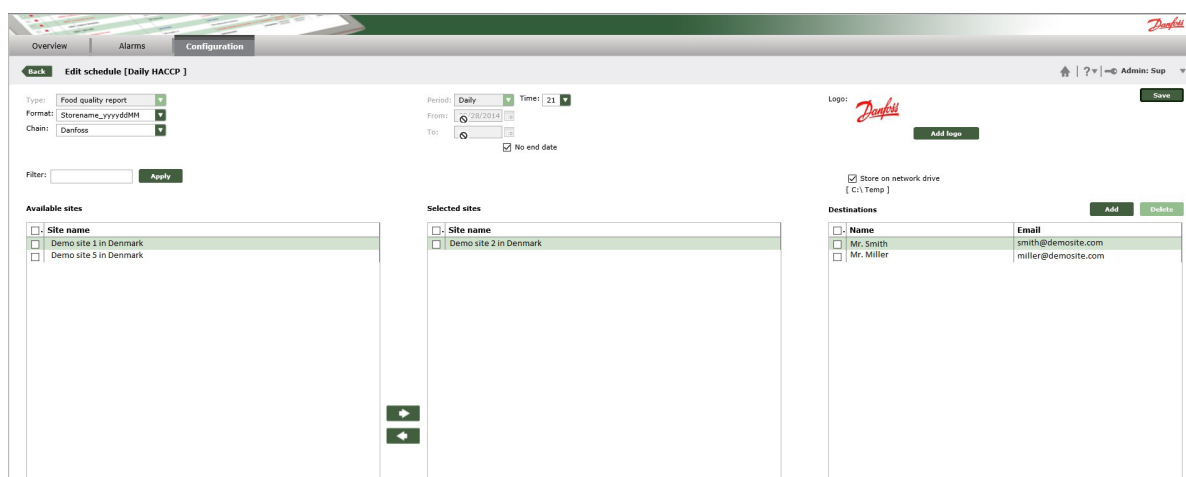 Danfoss
Overview Alarms Configuration
Back Edit schedule [Daily HACCP ]
? Admin: Sup
Type: Food quality report
Format: Storename_yyyyddMM
Chain: Danfoss
Period: Daily Time: 21
From: /28/2014
To:
No end date
Logo: Danfoss
Save
Add logo
Filter: Apply
Store on network drive
[ C:\ Temp ]
Available sites
Site name
Demo site 1 in Denmark
Demo site 5 in Denmark
Selected sites
Site name
Demo site 2 in Denmark
Destinations Add Delete
Name Email
Mr. Smith smith@demosite.com
Mr. Miller miller@demosite.com